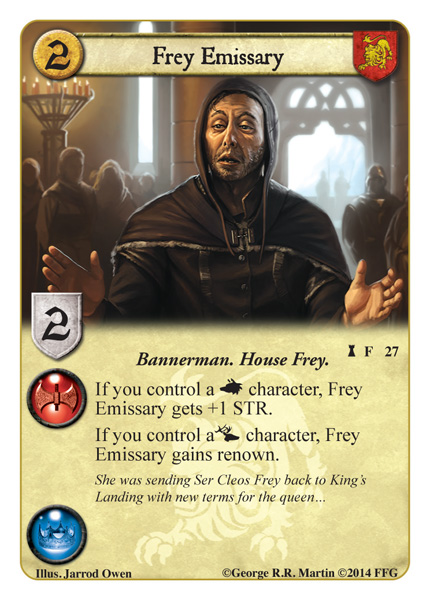 2
Frey Emissary
2
Bannerman. House Frey.
F 27
If you control a character, Frey
Emissary gets +1 STR.
If you control a character, Frey
Emissary gains renown.
She was sending Ser Cleos Frey back to King's
Landing with new terms for the queen…
Illus. Jarrod Owen
©George R.R. Martin ©2014 FFG